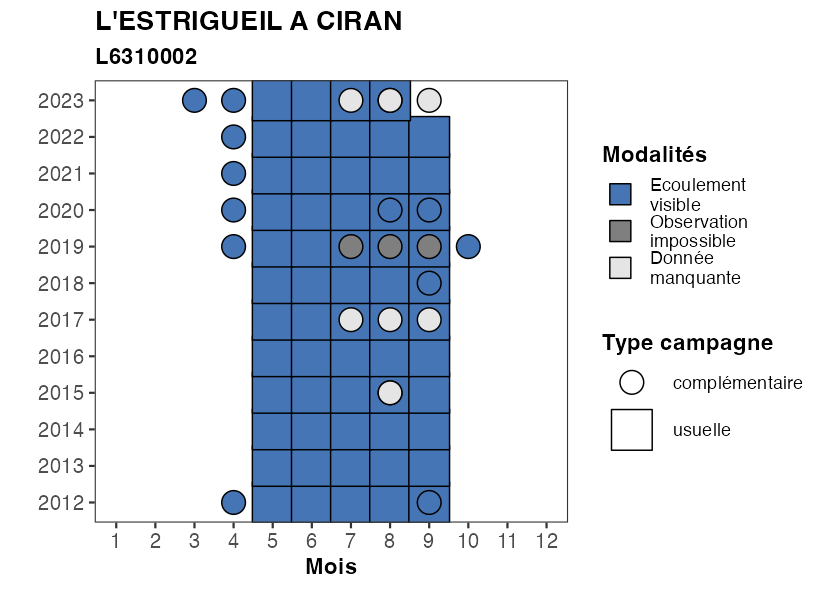 L'ESTRIGUEIL A CIRAN
L6310002
2023
2022
2021
2020
2019
2018
2017
2016
2015
2014
2013
2012
1 2 3 4 5 6 7 8 9 10 11 12
Mois
Modalités
Ecoulement
visible
Observation
impossible
Donnée
manquante
Type campagne
complémentaire
usuelle